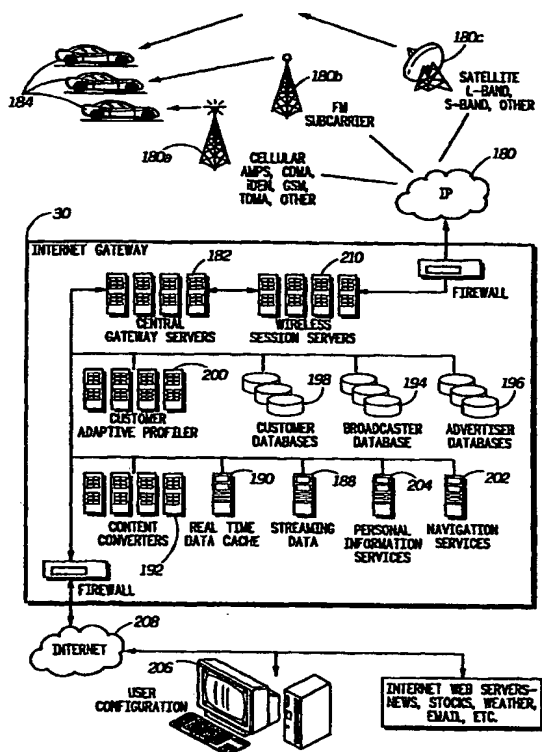 180c
SATELLITE
L-BAND,
S-BAND, OTHER
184
180b
FM
SUBCARRIER
180a
CELLULAR
AMPS, CDMA,
iDEN, GSM,
TDMA, OTHER
180
IP
30
INTERNET GATEWAY
182
210
FIREWALL
CENTRAL
GATEWAY SERVERS
WIRELESS
SESSION SERVERS
200
198
194
196
CUSTOMER
ADAPTIVE PROFILER
CUSTOMER
DATABASES
BROADCASTER
DATABASE
ADVERTISER
DATABASES
190
188
204
202
CONTENT
CONVERTERS
192
REAL TIME
DATA CACHE
STREAMING
DATA
PERSONAL
INFORMATION
SERVICES
NAVIGATION
SERVICES
FIREWALL
208
INTERNET
206
USER
CONFIGURATION
INTERNET WEB SERVERS-
NEWS, STOCKS, WEATHER,
EMAIL, ETC.